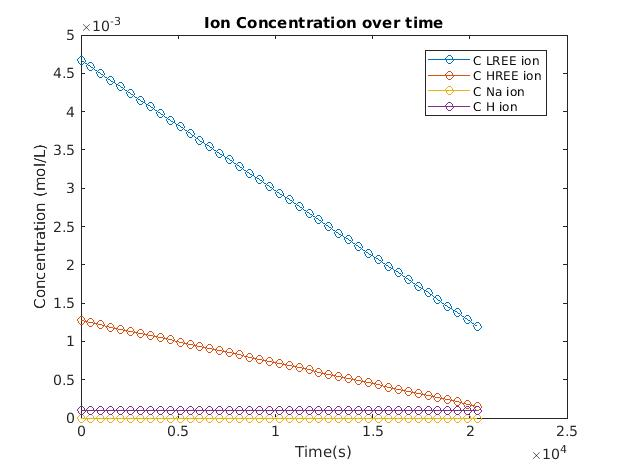 Ion Concentration over time
×10⁻³
5
4.5
4
3.5
3
2.5
2
1.5
1
0.5
0
Concentration (mol/L)
C LREE ion
C HREE ion
C Na ion
C H ion
0 0.5 1 1.5 2 2.5
Time(s)
×10⁴